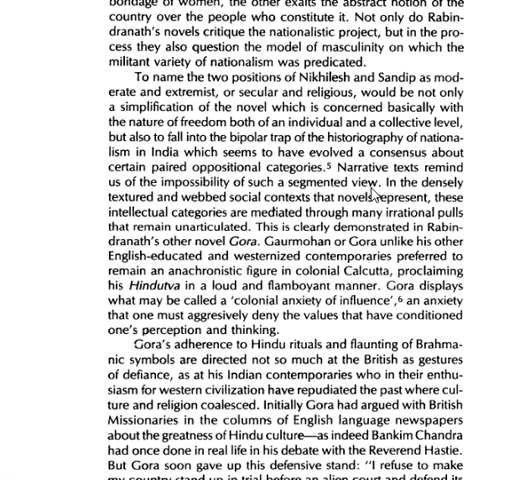 bondage of women, the other exalts the abstract notion of the
country over the people who constitute it. Not only do Rabin-
dranath's novels critique the nationalistic project, but in the pro-
cess they also question the model of masculinity on which the
militant variety of nationalism was predicated.
To name the two positions of Nikhilesh and Sandip as mod-
erate and extremist, or secular and religious, would be not only
a simplification of the novel which is concerned basically with
the nature of freedom both of an individual and a collective level,
but also to fall into the bipolar trap of the historiography of nationa-
lism in India which seems to have evolved a consensus about
certain paired oppositional categories.⁵ Narrative texts remind
us of the impossibility of such a segmented view. In the densely
textured and webbed social contexts that novels represent, these
intellectual categories are mediated through many irrational pulls
that remain unarticulated. This is clearly demonstrated in Rabin-
dranath's other novel Gora. Gaurmohan or Gora unlike his other
English-educated and westernized contemporaries preferred to
remain an anachronistic figure in colonial Calcutta, proclaiming
his Hindutva in a loud and flamboyant manner. Gora displays
what may be called a 'colonial anxiety of influence',⁶ an anxiety
that one must aggresively deny the values that have conditioned
one's perception and thinking.
Gora's adherence to Hindu rituals and flaunting of Brahma-
nic symbols are directed not so much at the British as gestures
of defiance, as at his Indian contemporaries who in their enthu-
siasm for western civilization have repudiated the past where cul-
ture and religion coalesced. Initially Gora had argued with British
Missionaries in the columns of English language newspapers
about the greatness of Hindu culture—as indeed Bankim Chandra
had once done in real life in his debate with the Reverend Hastie.
But Gora soon gave up this defensive stand: "I refuse to make
my country stand up in trial before an alien court and defend its